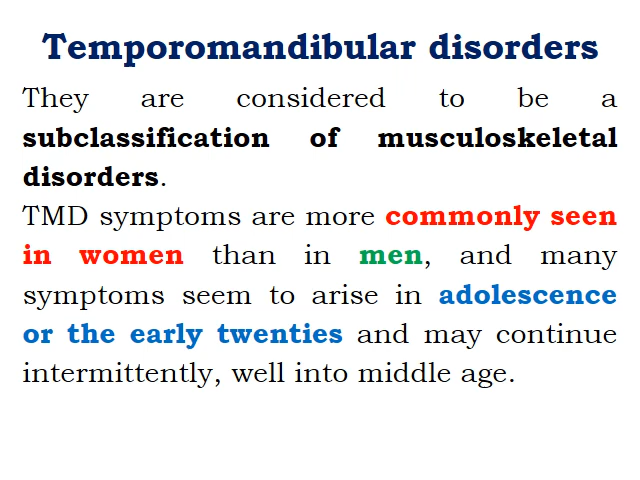 Temporomandibular disorders
They are considered to be a
subclassification of musculoskeletal
disorders.
TMD symptoms are more commonly seen
in women than in men, and many
symptoms seem to arise in adolescence
or the early twenties and may continue
intermittently, well into middle age.